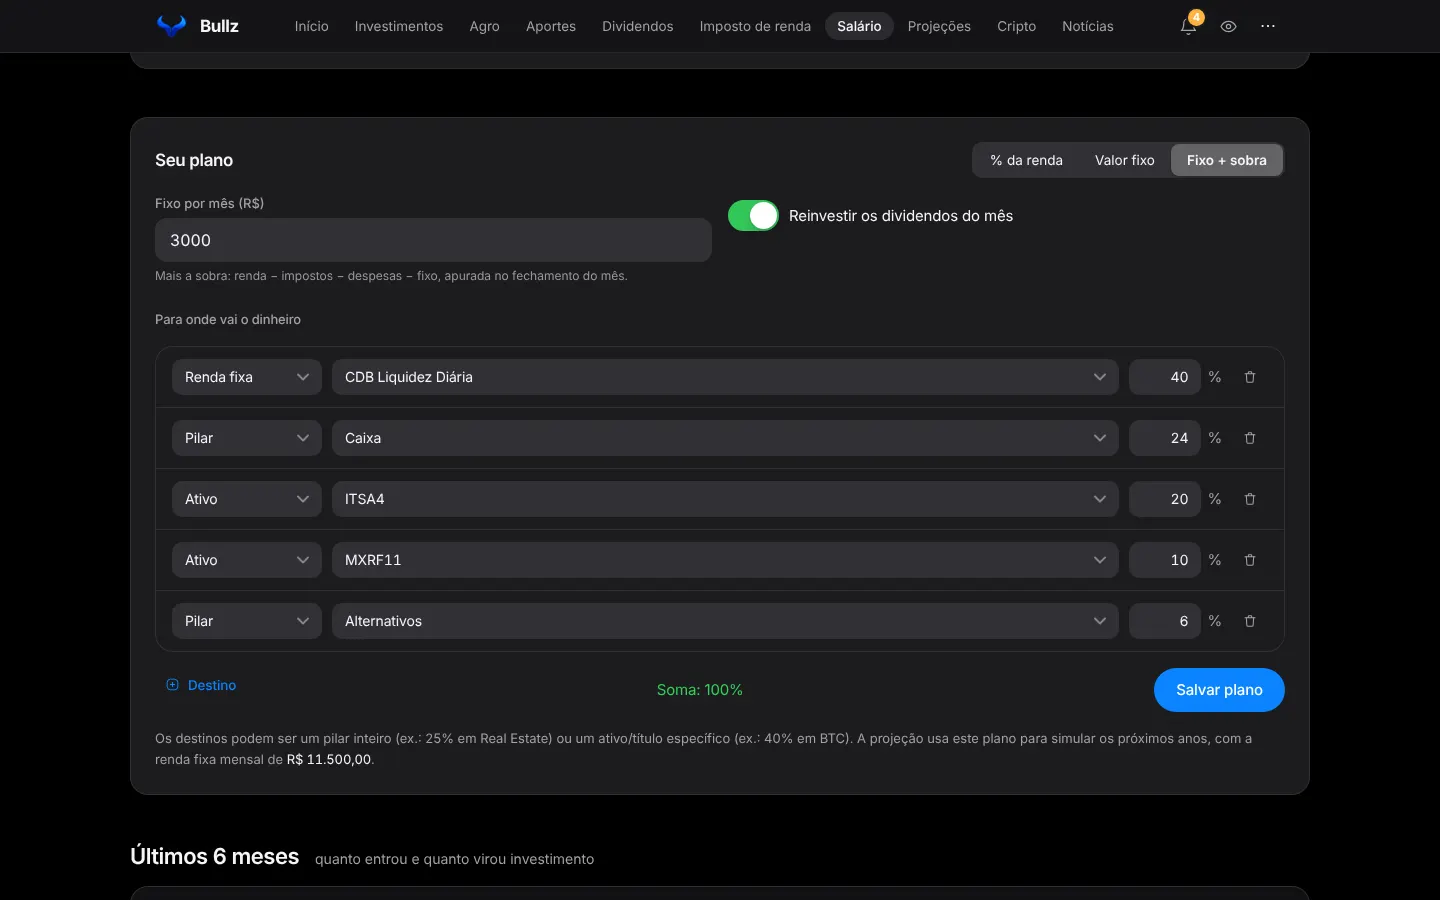 Bullz
Início
Investimentos
Agro
Aportes
Dividendos
Imposto de renda
Salário
Projeções
Cripto
Notícias
4
Seu plano
% da renda
Valor fixo
Fixo + sobra
Fixo por mês (R$)
3000
Reinvestir os dividendos do mês
Mais a sobra: renda − impostos − despesas − fixo, apurada no fechamento do mês.
Para onde vai o dinheiro
Renda fixa CDB Liquidez Diária 40 %
Pilar Caixa 24 %
Ativo ITSA4 20 %
Ativo MXRF11 10 %
Pilar Alternativos 6 %
Destino
Soma: 100%
Salvar plano
Os destinos podem ser um pilar inteiro (ex.: 25% em Real Estate) ou um ativo/título específico (ex.: 40% em BTC). A projeção usa este plano para simular os próximos anos, com a
renda fixa mensal de R$ 11.500,00.
Últimos 6 meses quanto entrou e quanto virou investimento